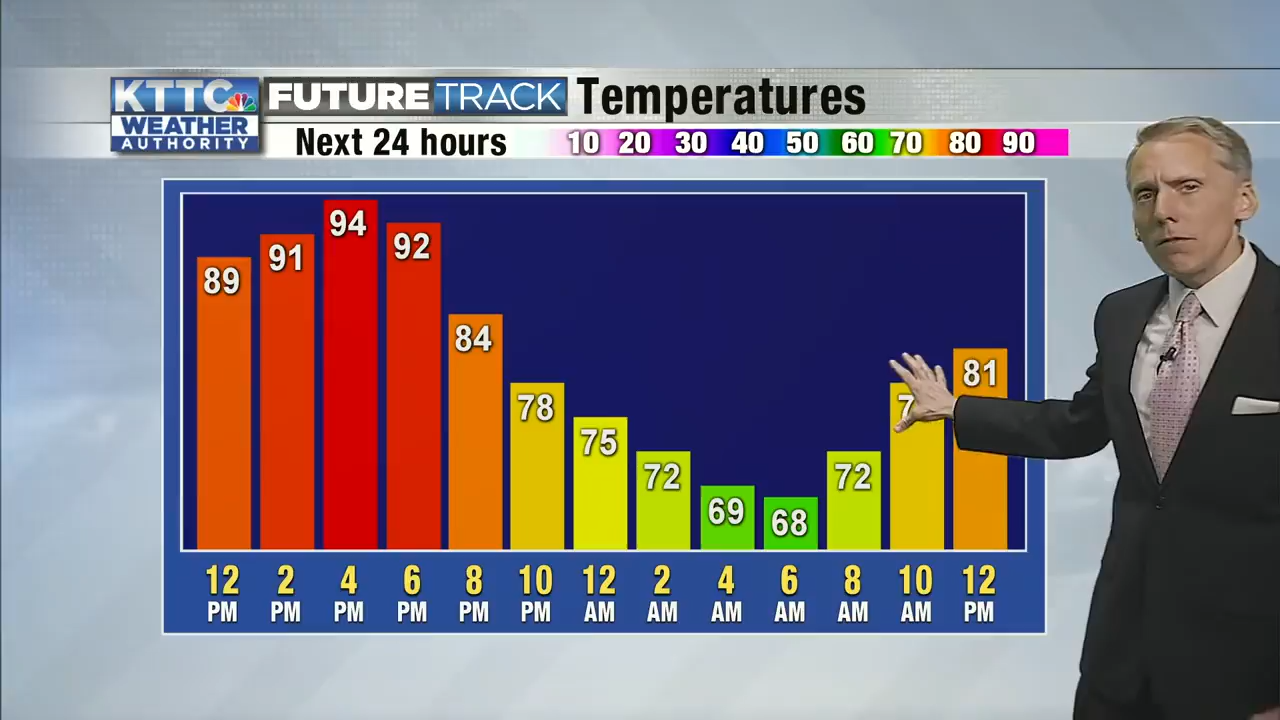 KTTC
WEATHER
AUTHORITY
FUTURE TRACK Temperatures
Next 24 hours 10 20 30 40 50 60 70 80 90
89 91 94 92 84 78 75 72 69 68 72 81
12 2 4 6 8 10 12 2 4 6 8 10 12
PM PM PM PM PM PM AM AM AM AM AM AM PM